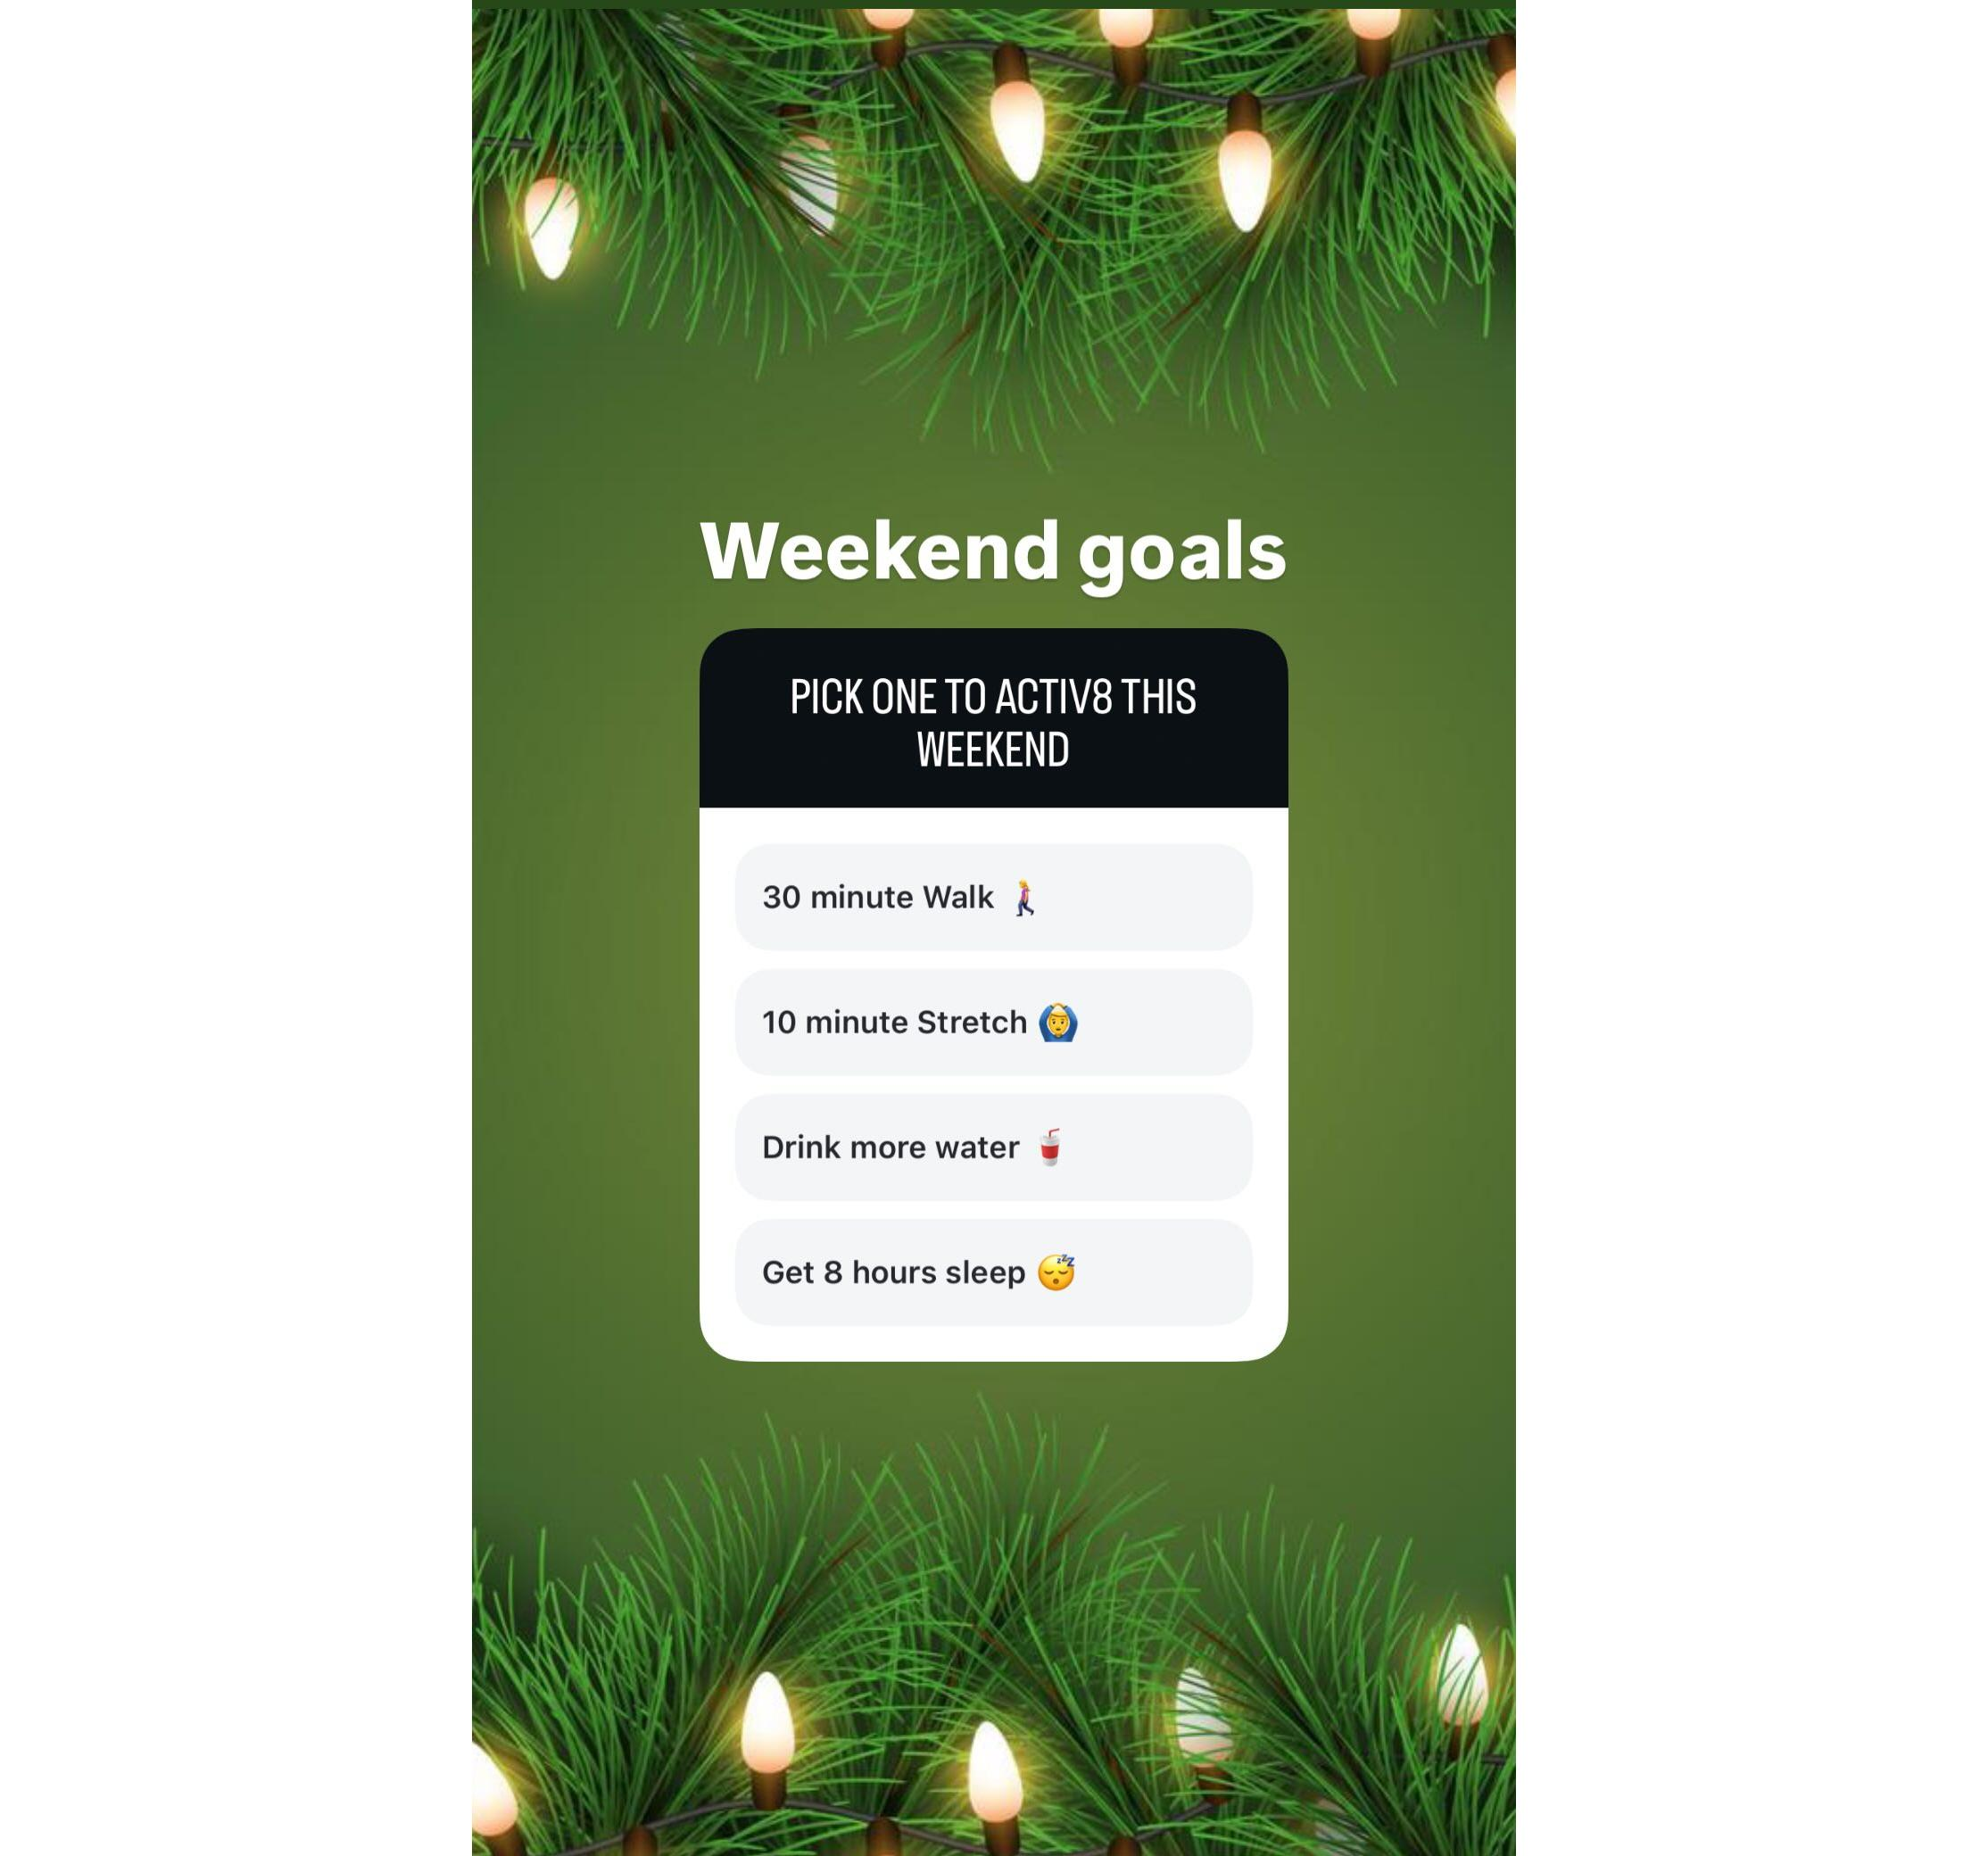 Weekend goals
PICK ONE TO ACTIV8 THIS
WEEKEND
30 minute Walk 🚶‍♀️
10 minute Stretch 🙆‍♂️
Drink more water 🥤
Get 8 hours sleep 😴